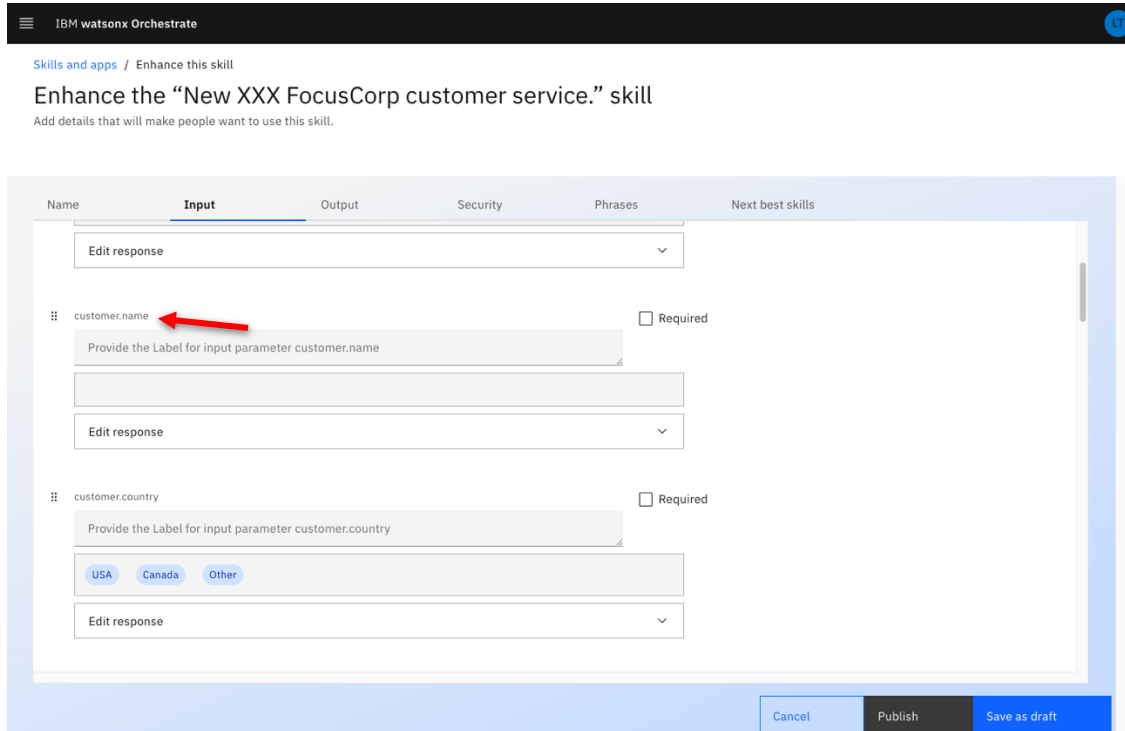 IBM watsonx Orchestrate
LT
Skills and apps / Enhance this skill
Enhance the “New XXX FocusCorp customer service.” skill
Add details that will make people want to use this skill.
Name Input Output Security Phrases Next best skills
Edit response
customer.name
Required
Provide the Label for input parameter customer.name
Edit response
customer.country
Required
Provide the Label for input parameter customer.country
USA Canada Other
Edit response
Cancel Publish Save as draft